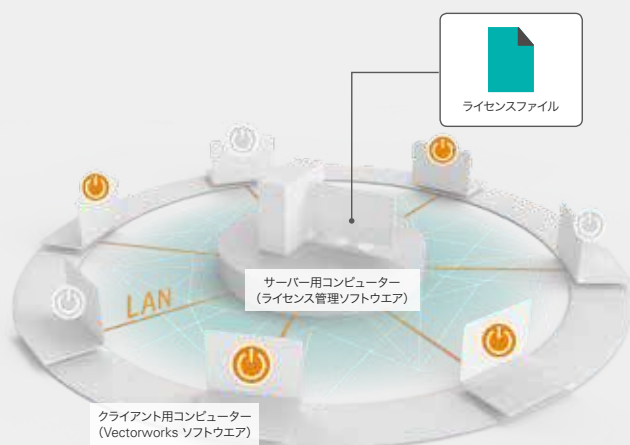 ライセンスファイル
サーバー用コンピューター
（ライセンス管理ソフトウエア）
LAN
クライアント用コンピューター
（Vectorworks ソフトウエア）